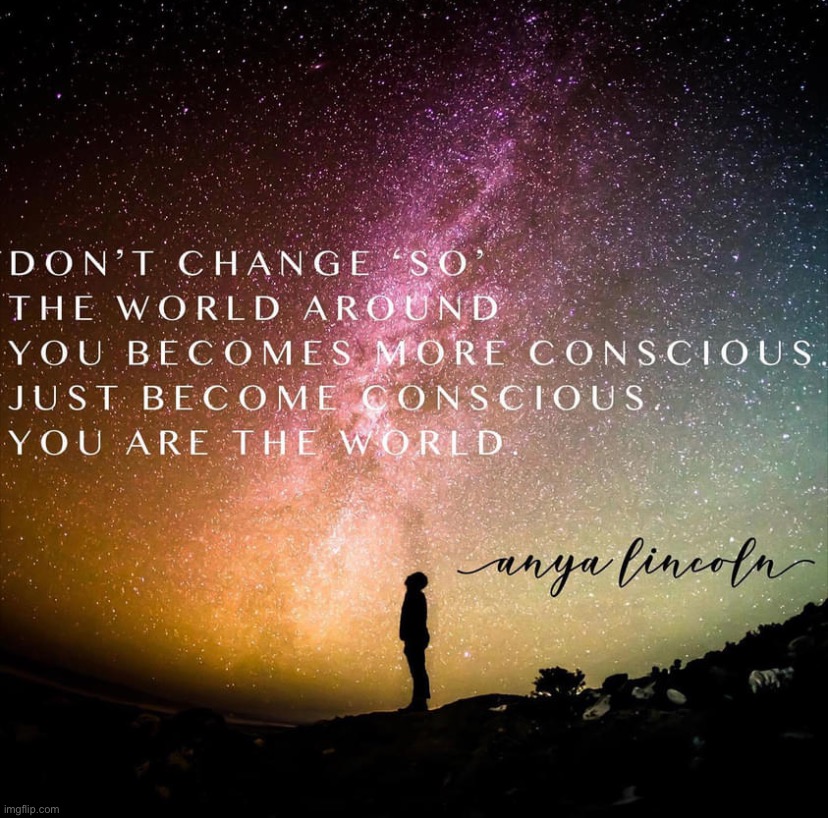 DON’T CHANGE ‘SO’
THE WORLD AROUND
YOU BECOMES MORE CONSCIOUS.
JUST BECOME CONSCIOUS.
YOU ARE THE WORLD.
anya lincoln
imgflip.com